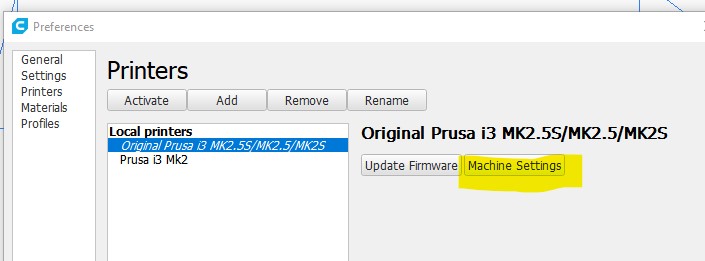 Preferences
General
Settings
Printers
Materials
Profiles
Printers
Activate
Add
Remove
Rename
Local printers
Original Prusa i3 MK2.5S/MK2.5/MK2S
Prusa i3 Mk2
Original Prusa i3 MK2.5S/MK2.5/MK2S
Update Firmware
Machine Settings